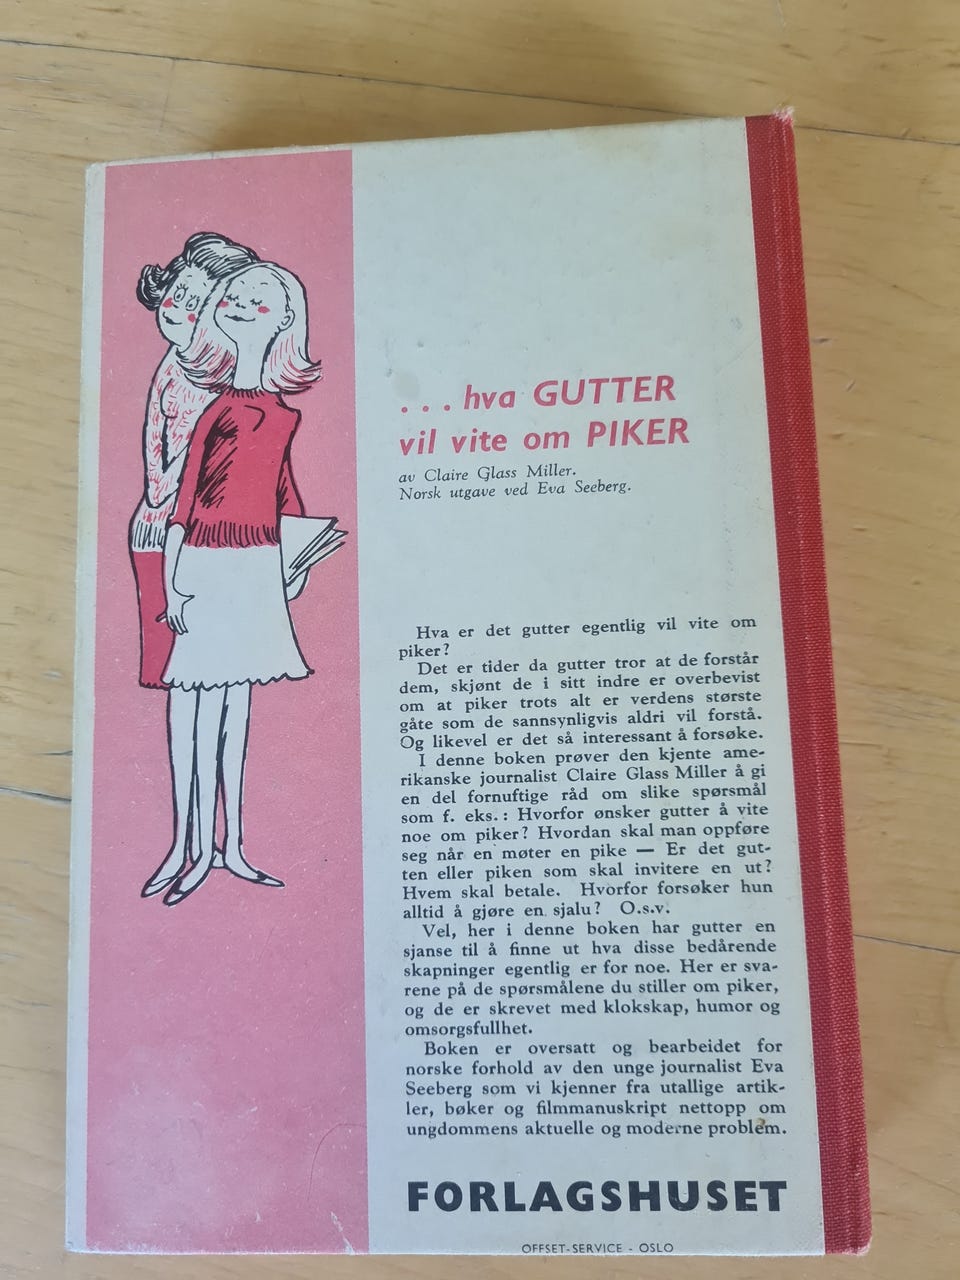 . . . hva GUTTER
vil vite om PIKER
av Claire Glass Miller.
Norsk utgave ved Eva Seeberg.
Hva er det gutter egentlig vil vite om
piker?
Det er tider da gutter tror at de forstår
dem, skjønt de i sitt indre er overbevist
om at piker trots alt er verdens største
gåte som de sannsynligvis aldri vil forstå.
Og likevel er det så interessant å forsøke.
I denne boken prøver den kjente ame-
rikanske journalist Claire Glass Miller å gi
en del fornuftige råd om slike spørsmål
som f. eks.: Hvorfor ønsker gutter å vite
noe om piker? Hvordan skal man oppføre
seg når en møter en pike — Er det gut-
ten eller piken som skal invitere en ut?
Hvem skal betale. Hvorfor forsøker hun
alltid å gjøre en sjalu? O.s.v.
Vel, her i denne boken har gutter en
sjanse til å finne ut hva disse bedårende
skapninger egentlig er for noe. Her er sva-
rene på de spørsmålene du stiller om piker,
og de er skrevet med klokskap, humor og
omsorgsfullhet.
Boken er oversatt og bearbeidet for
norske forhold av den unge journalist Eva
Seeberg som vi kjenner fra utallige artik-
ler, bøker og filmmanuskript nettopp om
ungdommens aktuelle og moderne problem.
FORLAGSHUSET
OFFSET-SERVICE - OSLO